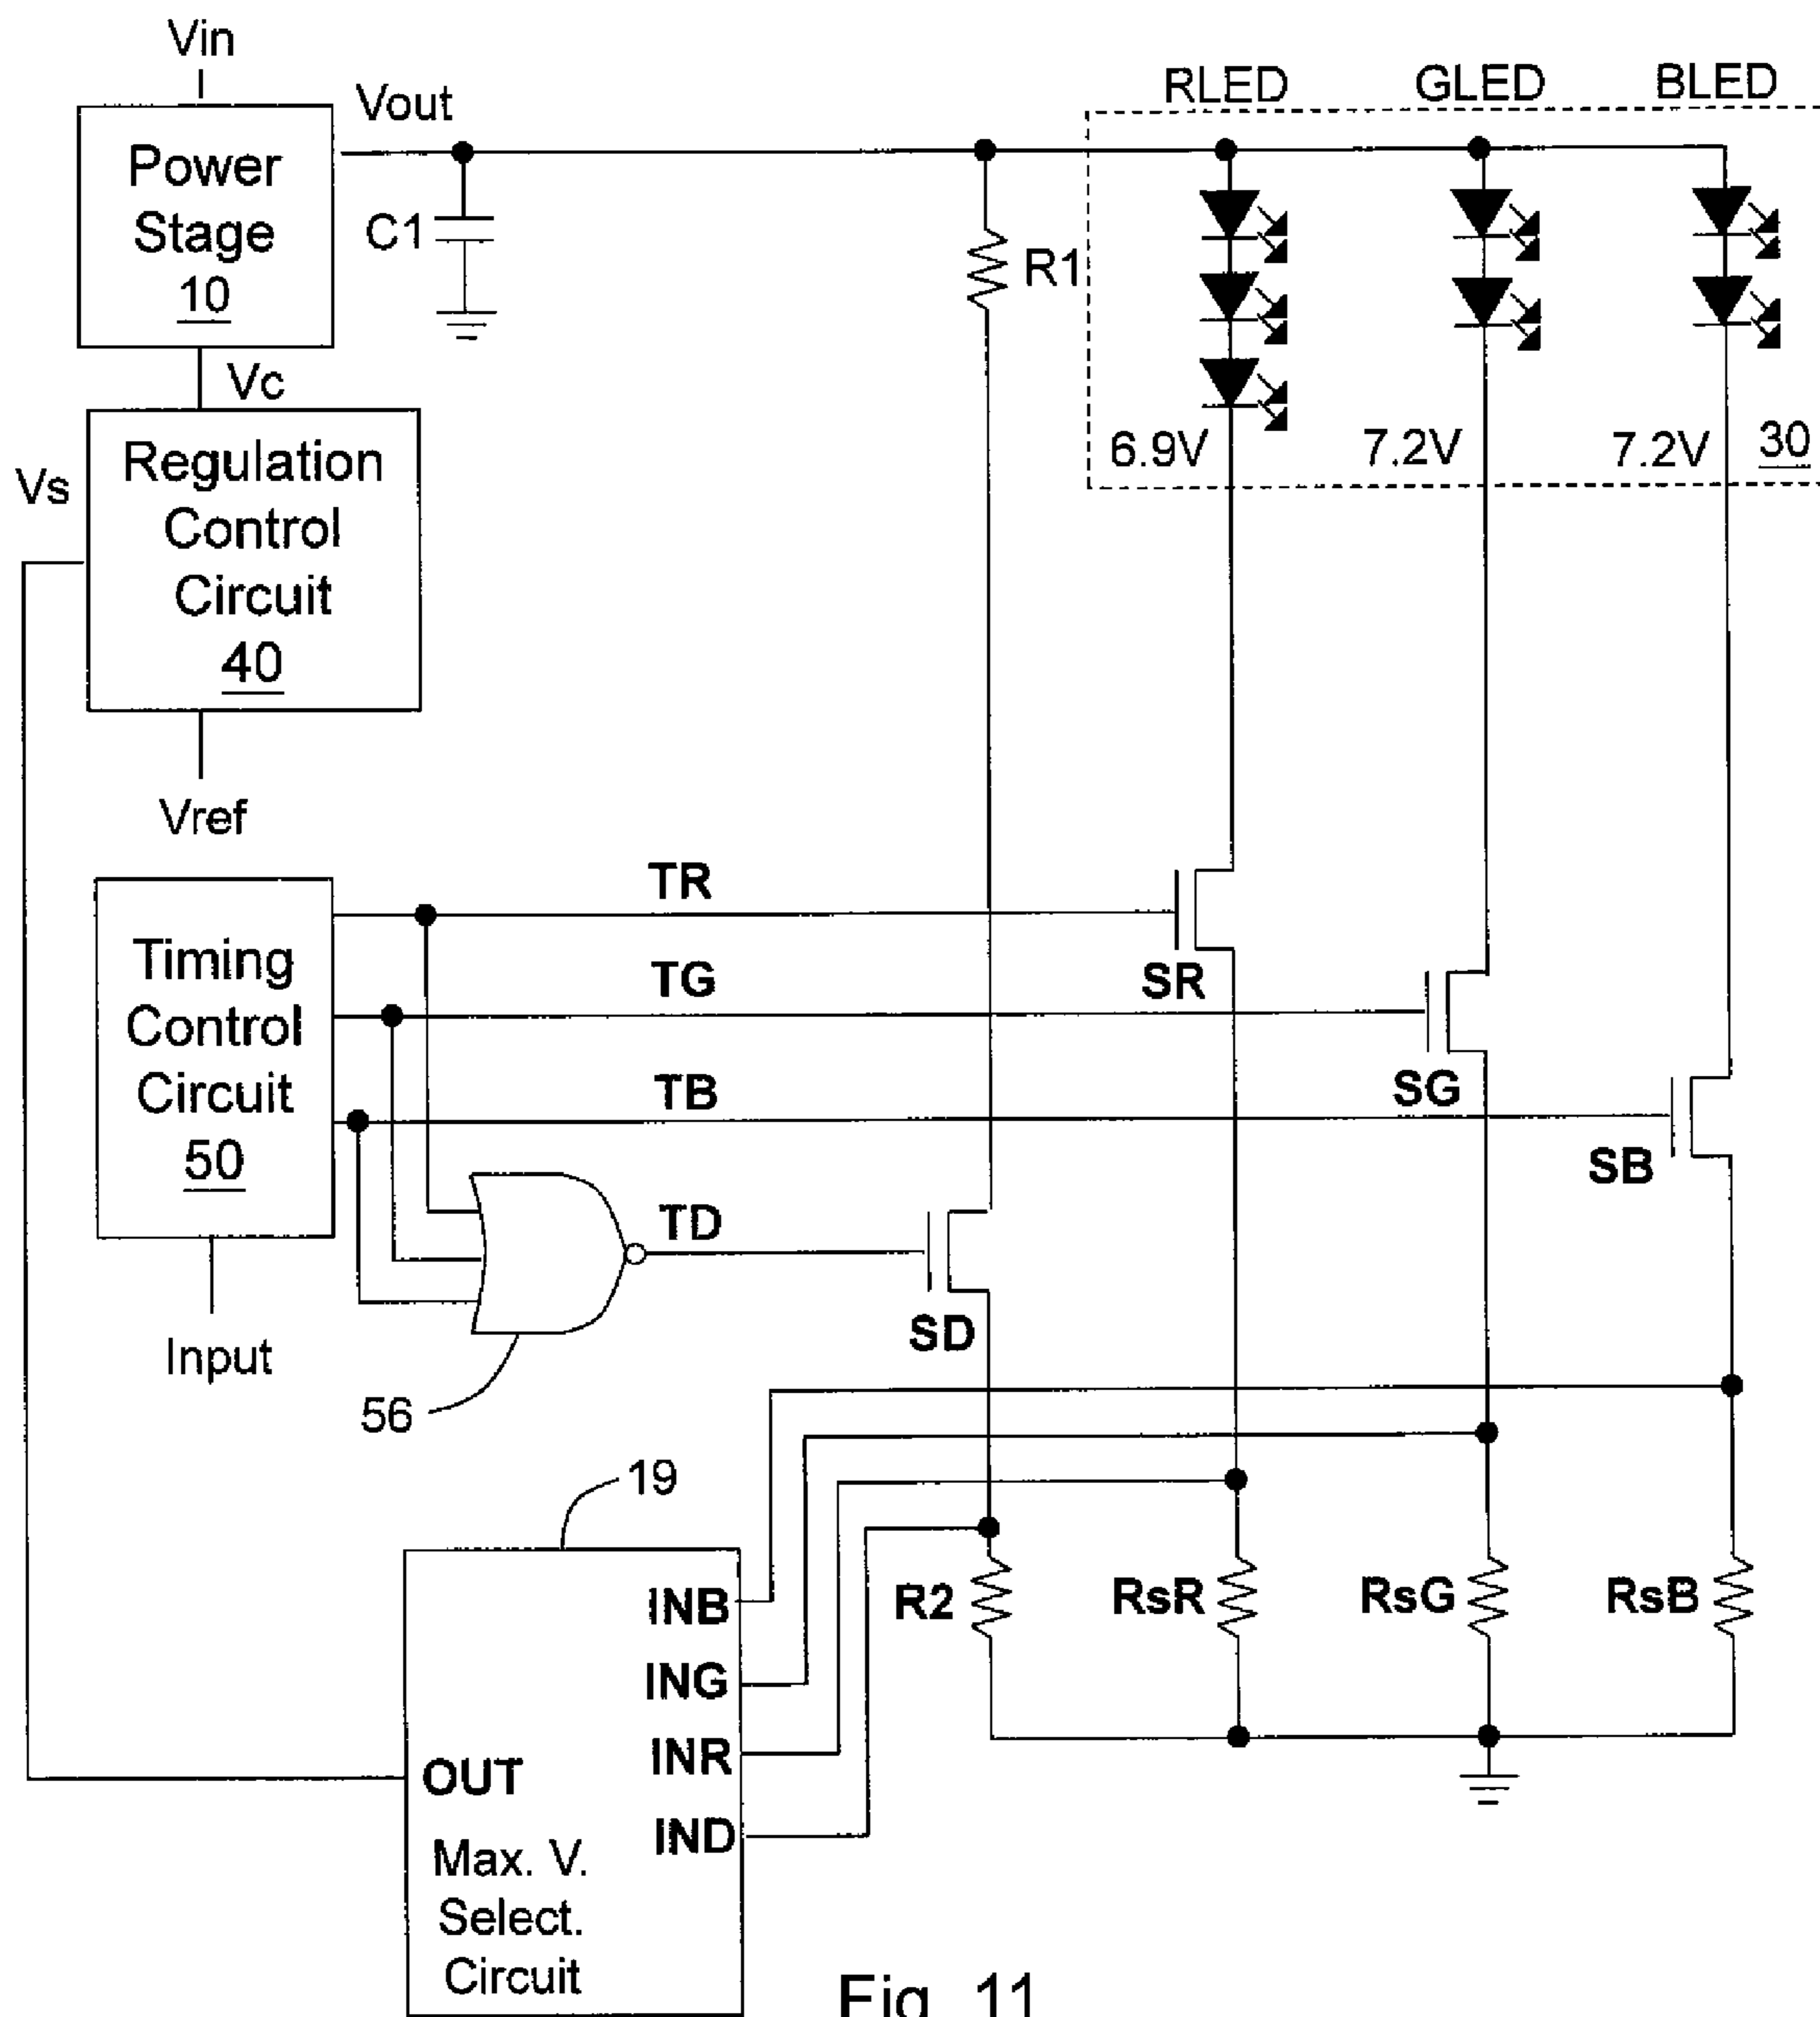 Vin
RLED
GLED
BLED
Vout
Power
Stage
10
C1
R1
Vc
6.9V
7.2V
7.2V
30
Regulation
Control
Circuit
40
Vs
Vref
TR
TG
TB
Timing
Control
Circuit
50
SR
SG
SB
TD
SD
Input
56
19
INB
ING
INR
IND
OUT
Max. V.
Select.
Circuit
R2
RsR
RsG
RsB
Fig. 11